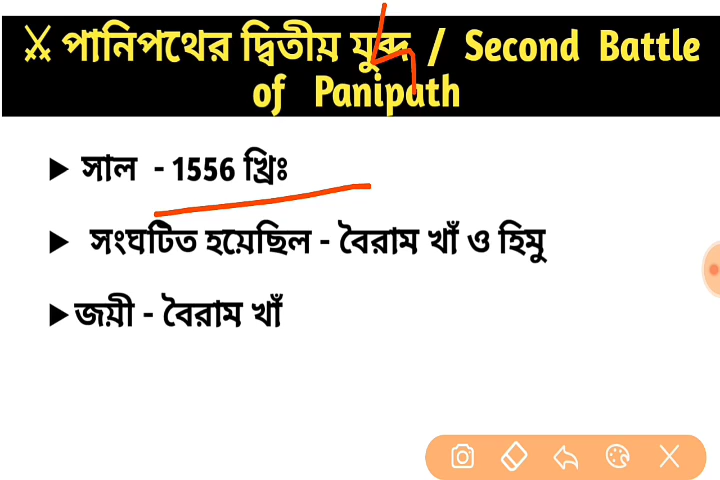 ⚔ পানিপথের দ্বিতীয় যুদ্ধ / Second Battle
of Panipath
▶ সাল - 1556 খ্রিঃ
▶ সংঘটিত হয়েছিল - বৈরাম খাঁ ও হিমু
▶ জয়ী - বৈরাম খাঁ